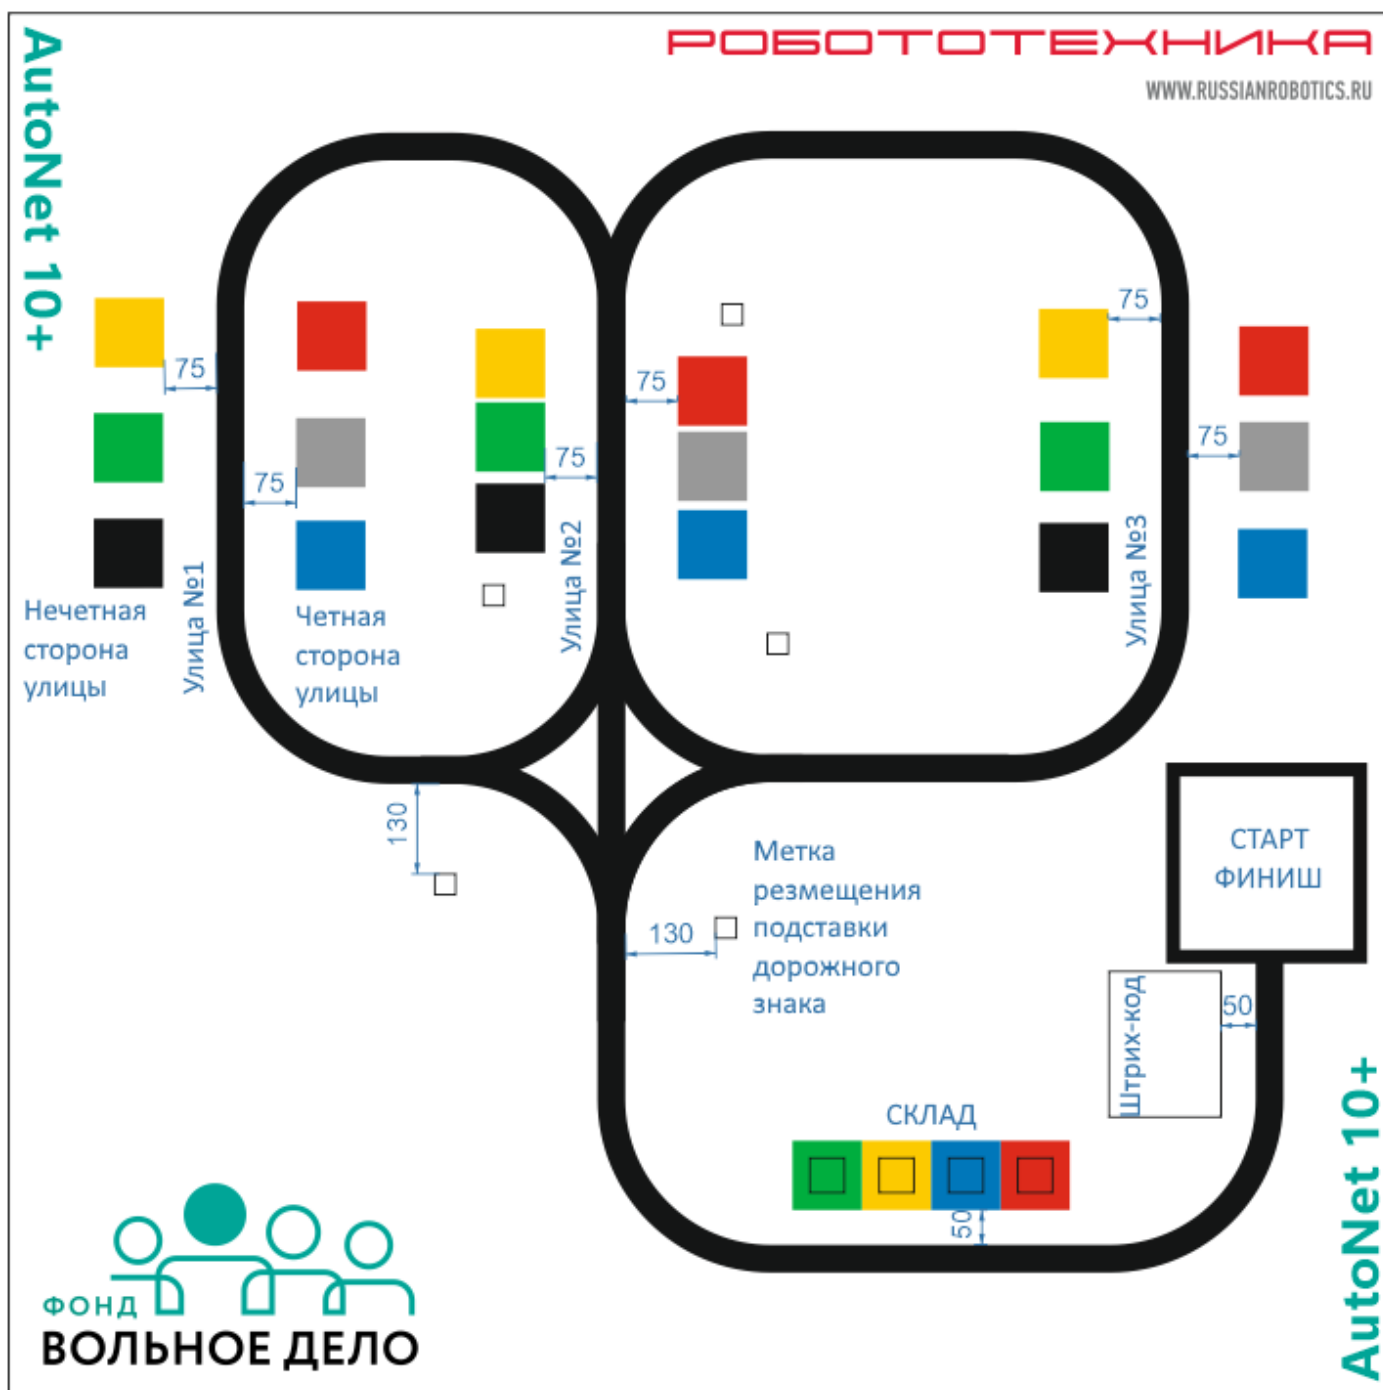 AutoNet 10+
РОБОТОТЕХНИКА
WWW.RUSSIANROBOTICS.RU
75
75
75
75
75
75
Улица №1
Улица №2
Улица №3
Нечетная
сторона
улицы
Четная
сторона
улицы
130
130
Метка
резмещения
подставки
дорожного
знака
СТАРТ
ФИНИШ
Штрих-код
50
СКЛАД
50
AutoNet 10+
ФОНД
ВОЛЬНОЕ ДЕЛО